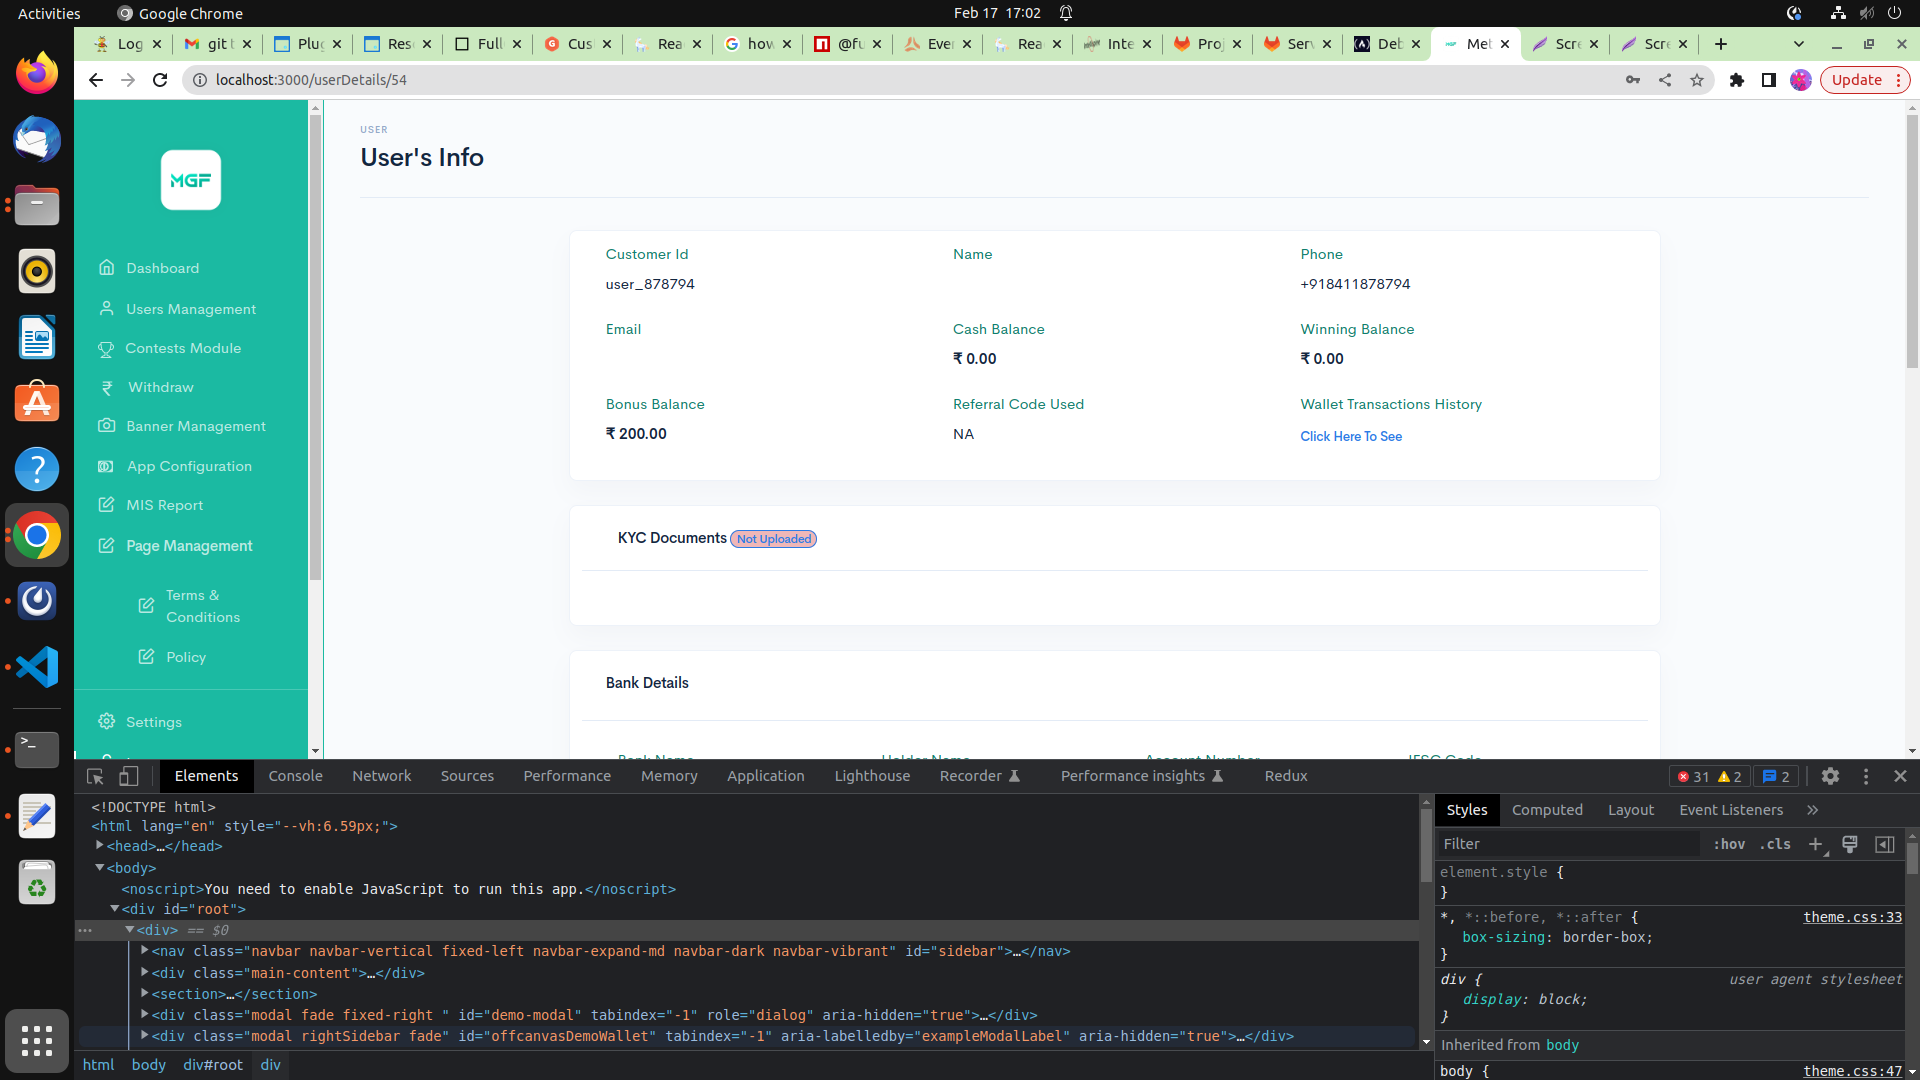 Activities
Google Chrome
Feb 17 17:02
Log
git t
Plug
Res
Full
Cus
Rea
how
@fu
Ever
Rea
Inte
Proj
Serv
Deb
Met
Scre
Scre
localhost:3000/userDetails/54
Update
MGF
Dashboard
Users Management
Contests Module
Withdraw
Banner Management
App Configuration
MIS Report
Page Management
Terms &
Conditions
Policy
Settings
USER
User's Info
Customer Id
Name
Phone
user_878794
+918411878794
Email
Cash Balance
Winning Balance
₹ 0.00
₹ 0.00
Bonus Balance
Referral Code Used
Wallet Transactions History
₹ 200.00
NA
Click Here To See
KYC Documents Not Uploaded
Bank Details
Bank Name
Holder Name
Account Number
IFSC Code
Elements
Console
Network
Sources
Performance
Memory
Application
Lighthouse
Recorder
Performance insights
Redux
31
2
2
<!DOCTYPE html>
<html lang="en" style="--vh:6.59px;">
<head>…</head>
<body>
<noscript>You need to enable JavaScript to run this app.</noscript>
<div id="root">
<div> == $0
<nav class="navbar navbar-vertical fixed-left navbar-expand-md navbar-dark navbar-vibrant" id="sidebar">…</nav>
<div class="main-content">…</div>
<section>…</section>
<div class="modal fade fixed-right " id="demo-modal" tabindex="-1" role="dialog" aria-hidden="true">…</div>
<div class="modal rightSidebar fade" id="offcanvasDemoWallet" tabindex="-1" aria-labelledby="exampleModalLabel" aria-hidden="true">…</div>
html
body
div#root
div
Styles
Computed
Layout
Event Listeners
Filter
:hov
.cls
element.style {
}
*, *::before, *::after {
theme.css:33
box-sizing: border-box;
}
div {
user agent stylesheet
display: block;
}
Inherited from body
body {
theme.css:47